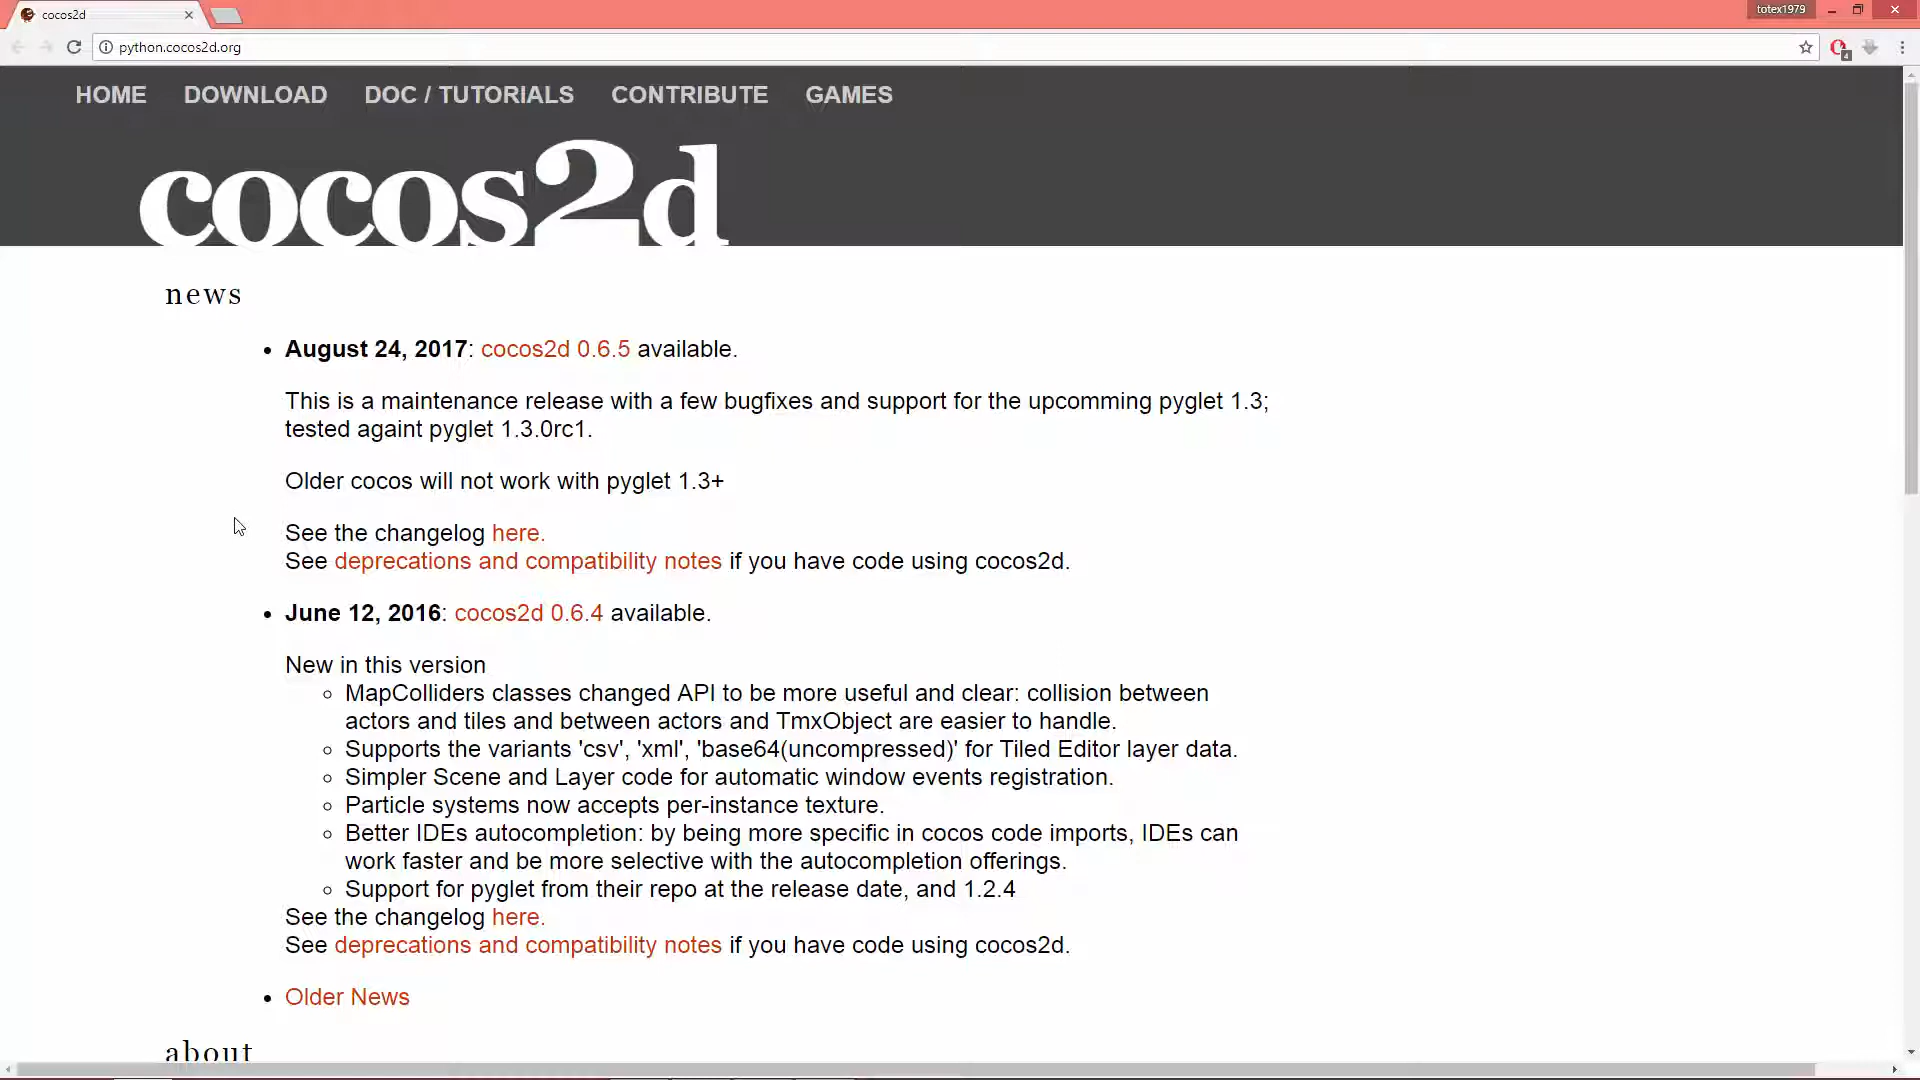 cocos2d
totex1979
python.cocos2d.org
4
HOME DOWNLOAD DOC / TUTORIALS CONTRIBUTE GAMES
cocos2d
news
August 24, 2017: cocos2d 0.6.5 available.
This is a maintenance release with a few bugfixes and support for the upcomming pyglet 1.3;
tested againt pyglet 1.3.0rc1.
Older cocos will not work with pyglet 1.3+
See the changelog here.
See deprecations and compatibility notes if you have code using cocos2d.
June 12, 2016: cocos2d 0.6.4 available.
New in this version
MapColliders classes changed API to be more useful and clear: collision between
actors and tiles and between actors and TmxObject are easier to handle.
Supports the variants 'csv', 'xml', 'base64(uncompressed)' for Tiled Editor layer data.
Simpler Scene and Layer code for automatic window events registration.
Particle systems now accepts per-instance texture.
Better IDEs autocompletion: by being more specific in cocos code imports, IDEs can
work faster and be more selective with the autocompletion offerings.
Support for pyglet from their repo at the release date, and 1.2.4
See the changelog here.
See deprecations and compatibility notes if you have code using cocos2d.
Older News
about